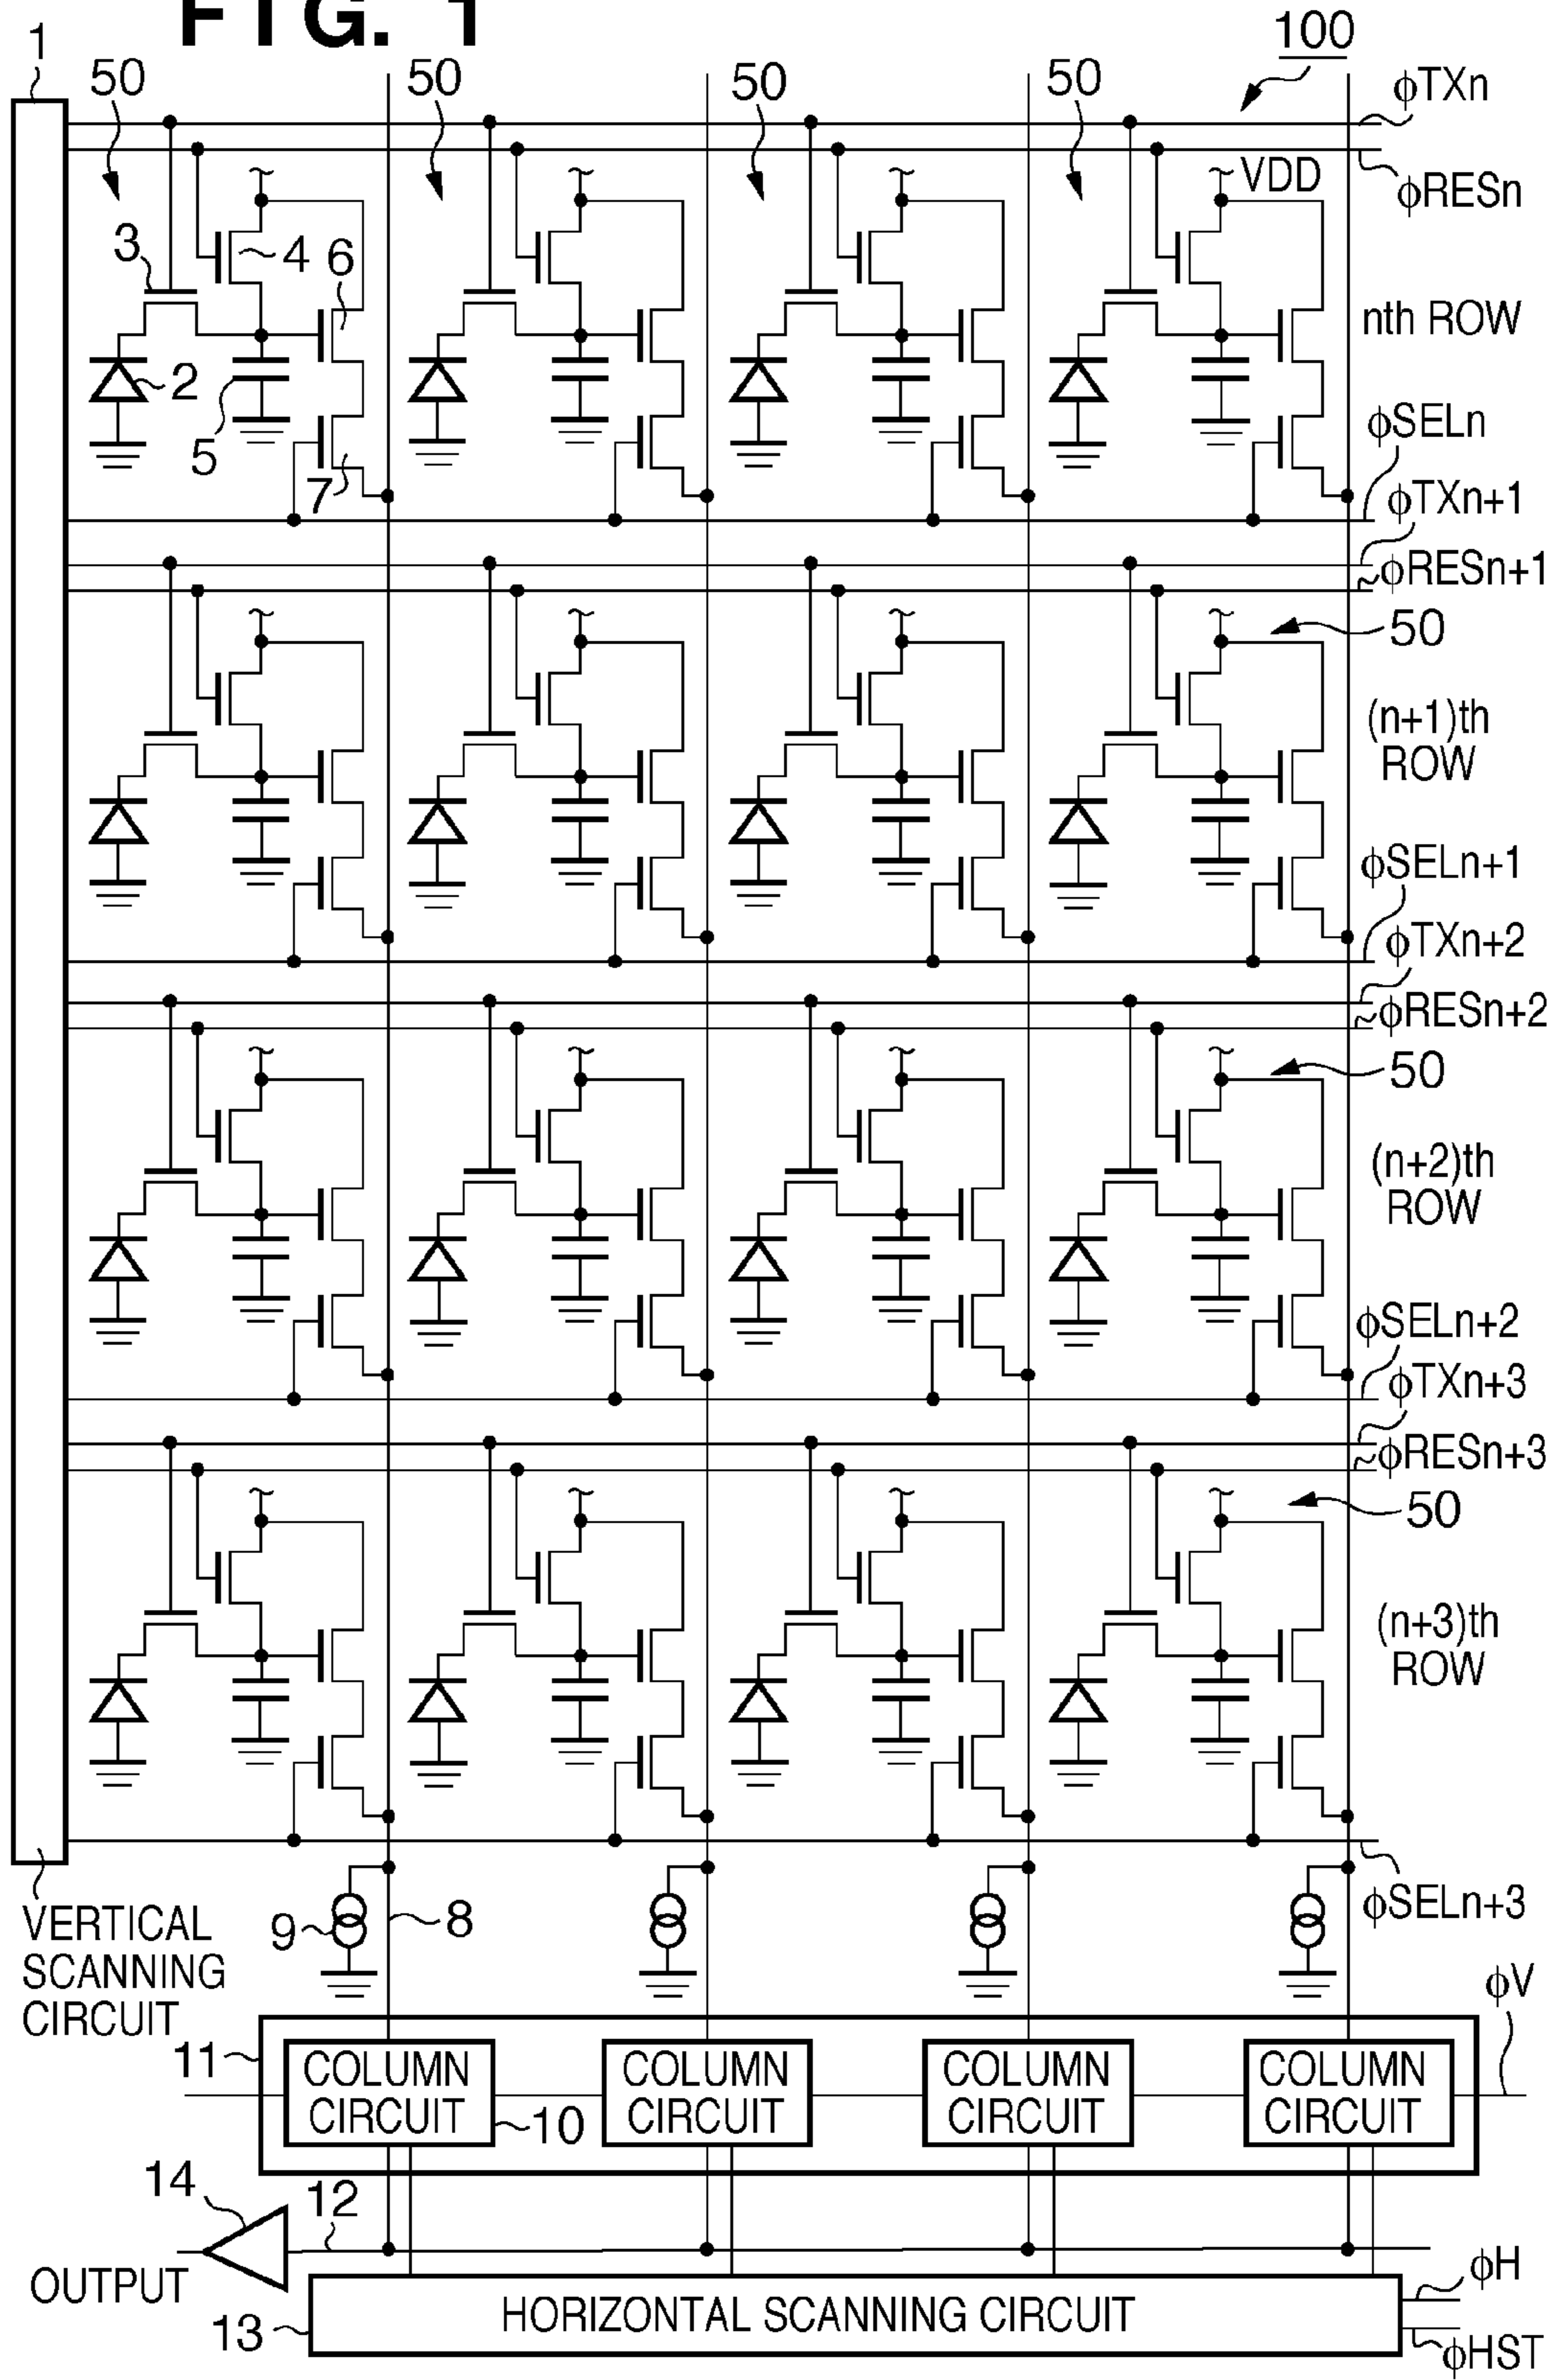 FIG. 1
1
50
50
50
50
100
ϕTXn
ϕRESn
VDD
3
4
6
nth ROW
2
5
7
ϕSELn
ϕTXn+1
ϕRESn+1
50
(n+1)th
ROW
ϕSELn+1
ϕTXn+2
ϕRESn+2
50
(n+2)th
ROW
ϕSELn+2
ϕTXn+3
ϕRESn+3
50
(n+3)th
ROW
ϕSELn+3
VERTICAL
SCANNING
CIRCUIT
9
8
ϕV
11
COLUMN
CIRCUIT
COLUMN
CIRCUIT
COLUMN
CIRCUIT
COLUMN
CIRCUIT
10
14
12
OUTPUT
ϕH
13
HORIZONTAL SCANNING CIRCUIT
ϕHST